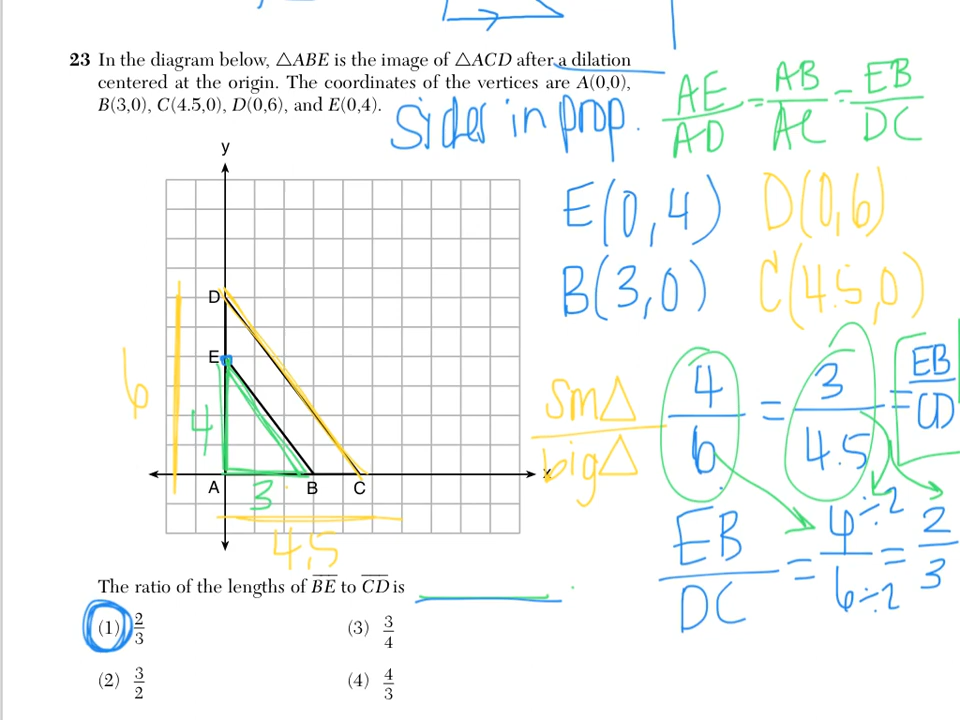 23 In the diagram below, △ABE is the image of △ACD after a dilation
centered at the origin. The coordinates of the vertices are A(0,0),
B(3,0), C(4.5,0), D(0,6), and E(0,4).
Sides in prop. AE/AD = AB/AC = EB/DC
E(0,4) D(0,6)
B(3,0) C(4.5,0)
y
D
E
6
4
A 3 B C x
4,5
Sm△/big△ 4/6 = 3/4.5 = EB/CD
EB/DC = 4÷2/6÷2 = 2/3
The ratio of the lengths of BE to CD is ______ .
(1) 2/3 (3) 3/4
(2) 3/2 (4) 4/3